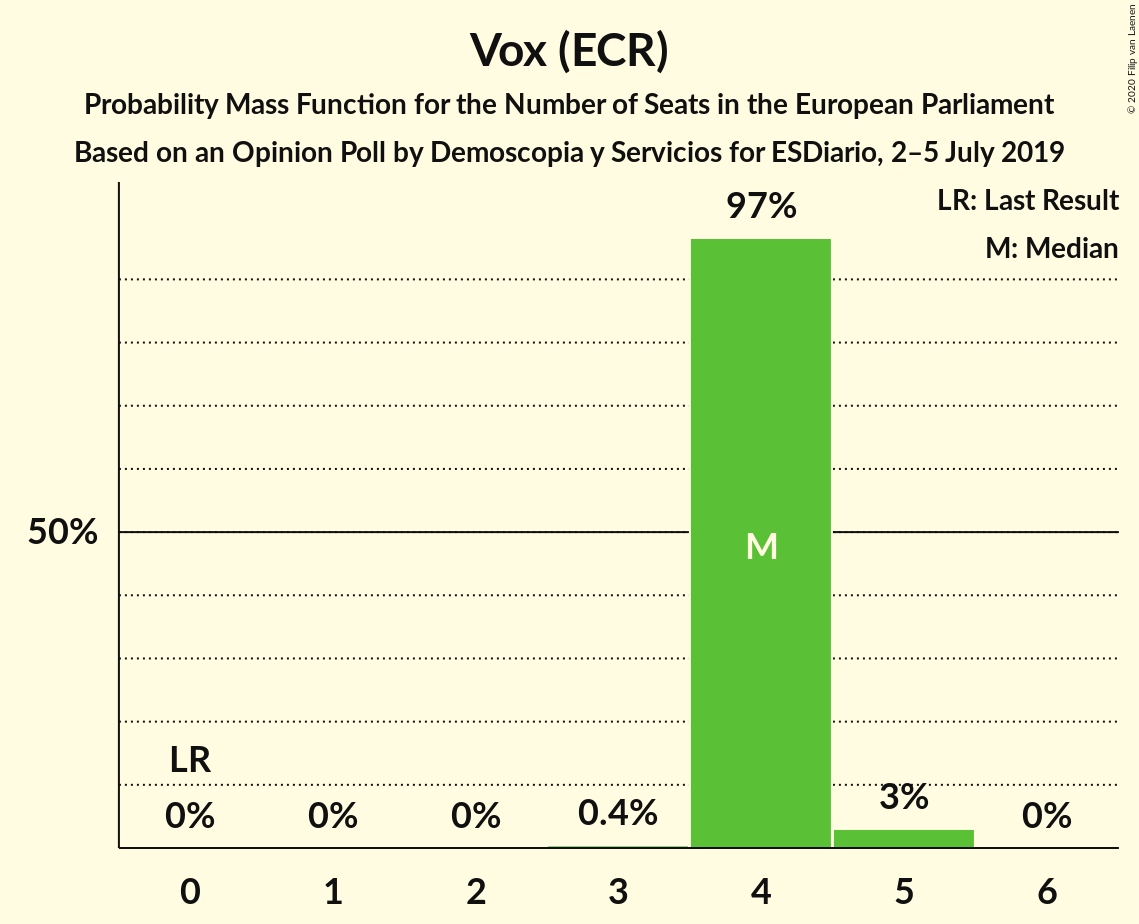 Vox (ECR)
Probability Mass Function for the Number of Seats in the European Parliament
Based on an Opinion Poll by Demoscopia y Servicios for ESDiario, 2–5 July 2019
© 2020 Filip van Laenen
LR: Last Result
M: Median
97%
50%
M
LR
0%
0%
0%
0.4%
3%
0%
0 1 2 3 4 5 6